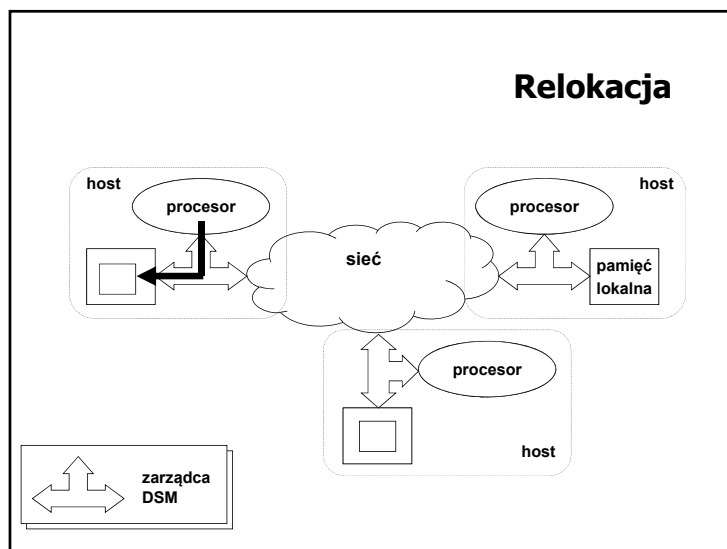 Relokacja
host
procesor
sieć
host
procesor
pamięć
lokalna
procesor
host
zarządca
DSM